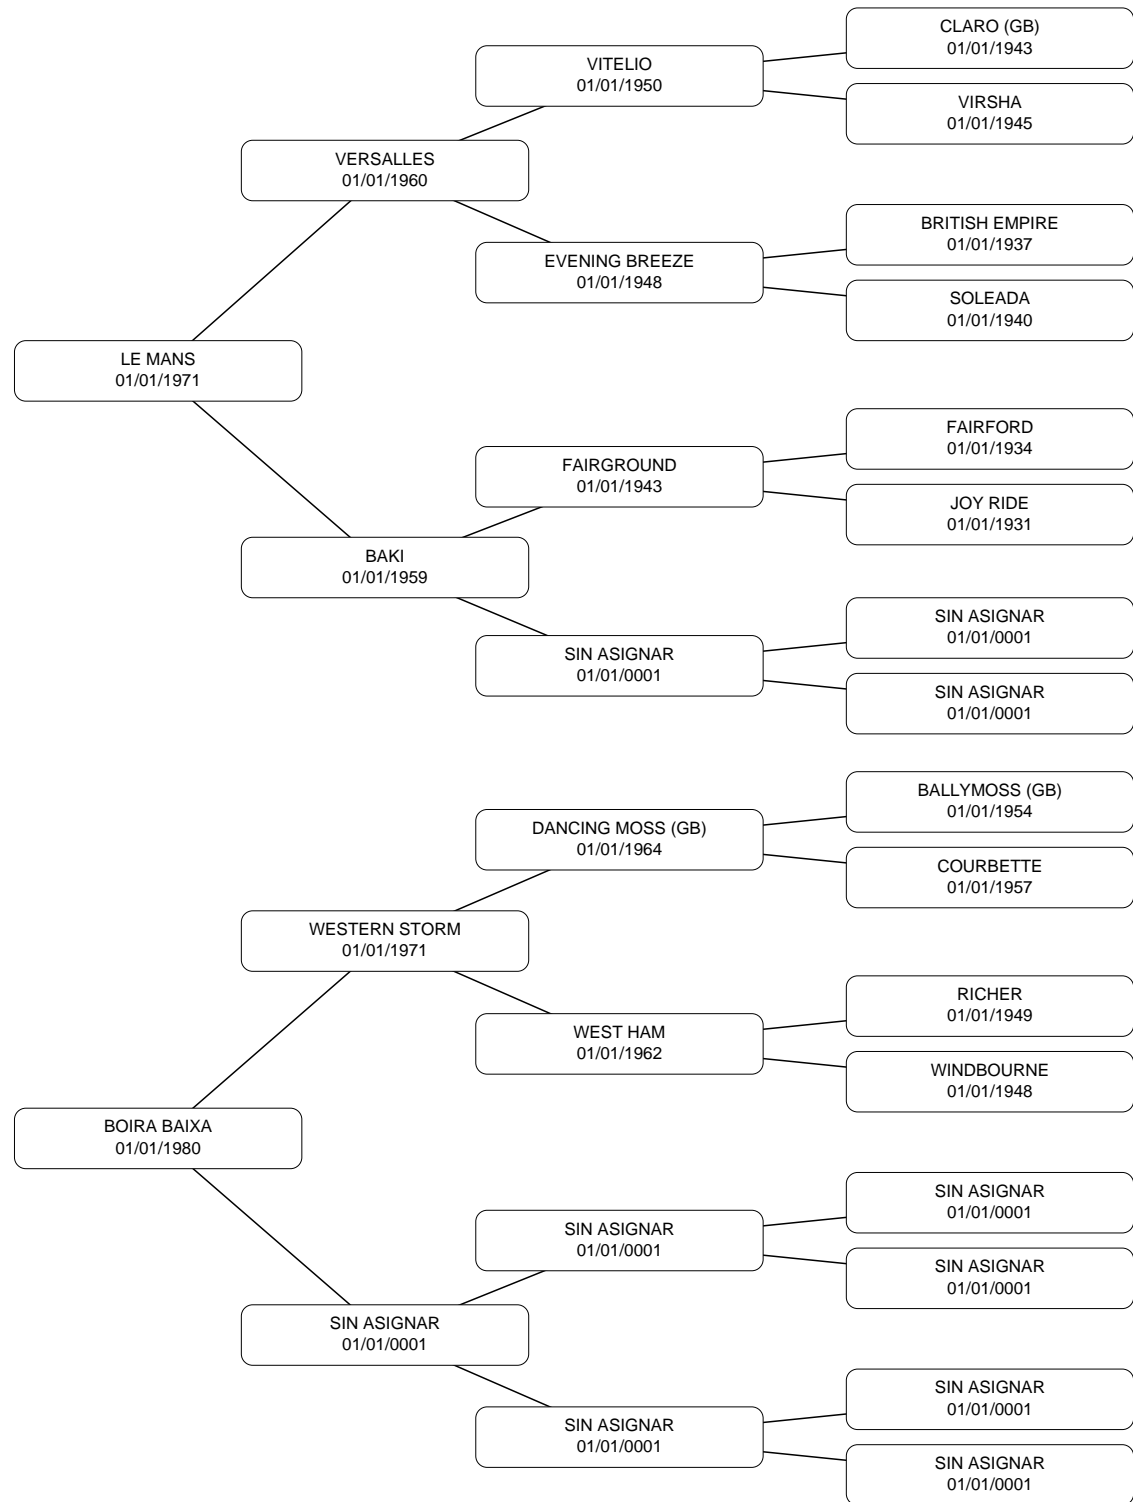 CLARO (GB)
01/01/1943
VITELIO
01/01/1950
VIRSHA
01/01/1945
VERSALLES
01/01/1960
BRITISH EMPIRE
01/01/1937
EVENING BREEZE
01/01/1948
SOLEADA
01/01/1940
LE MANS
01/01/1971
FAIRFORD
01/01/1934
FAIRGROUND
01/01/1943
JOY RIDE
01/01/1931
BAKI
01/01/1959
SIN ASIGNAR
01/01/0001
SIN ASIGNAR
01/01/0001
SIN ASIGNAR
01/01/0001
BALLYMOSS (GB)
01/01/1954
DANCING MOSS (GB)
01/01/1964
COURBETTE
01/01/1957
WESTERN STORM
01/01/1971
RICHER
01/01/1949
WEST HAM
01/01/1962
WINDBOURNE
01/01/1948
BOIRA BAIXA
01/01/1980
SIN ASIGNAR
01/01/0001
SIN ASIGNAR
01/01/0001
SIN ASIGNAR
01/01/0001
SIN ASIGNAR
01/01/0001
SIN ASIGNAR
01/01/0001
SIN ASIGNAR
01/01/0001
SIN ASIGNAR
01/01/0001